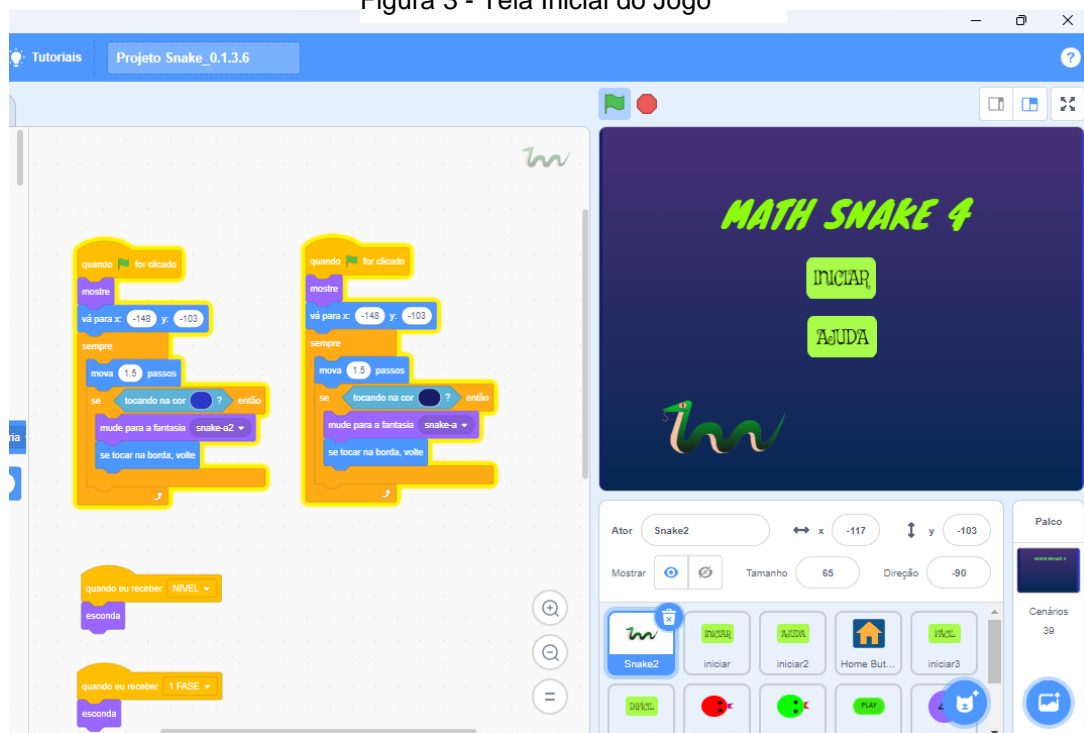 Figura 3 - Tela Inicial do Jogo
Tutoriais
Projeto Snake_0.1.3.6
?
quando for clicado
mostre
vá para x: -148 y: -103
sempre
mova 1.5 passos
se tocando na cor ? então
mude para a fantasia snake-a2
se tocar na borda, volte
quando for clicado
mostre
vá para x: -148 y: -103
sempre
mova 1.5 passos
se tocando na cor ? então
mude para a fantasia snake-a
se tocar na borda, volte
quando eu receber NIVEL
esconda
quando eu receber 1 FASE
esconda
MATH SNAKE 4
INICIAR
AJUDA
Ator Snake2 x -117 y -103
Mostrar Tamanho 65 Direção -90
Snake2
INICIAR
iniciar
AJUDA
iniciar2
Home But...
FÁCIL
iniciar3
DIFÍCIL
PLAY
Palco
MATH SNAKE 4
Cenários
39